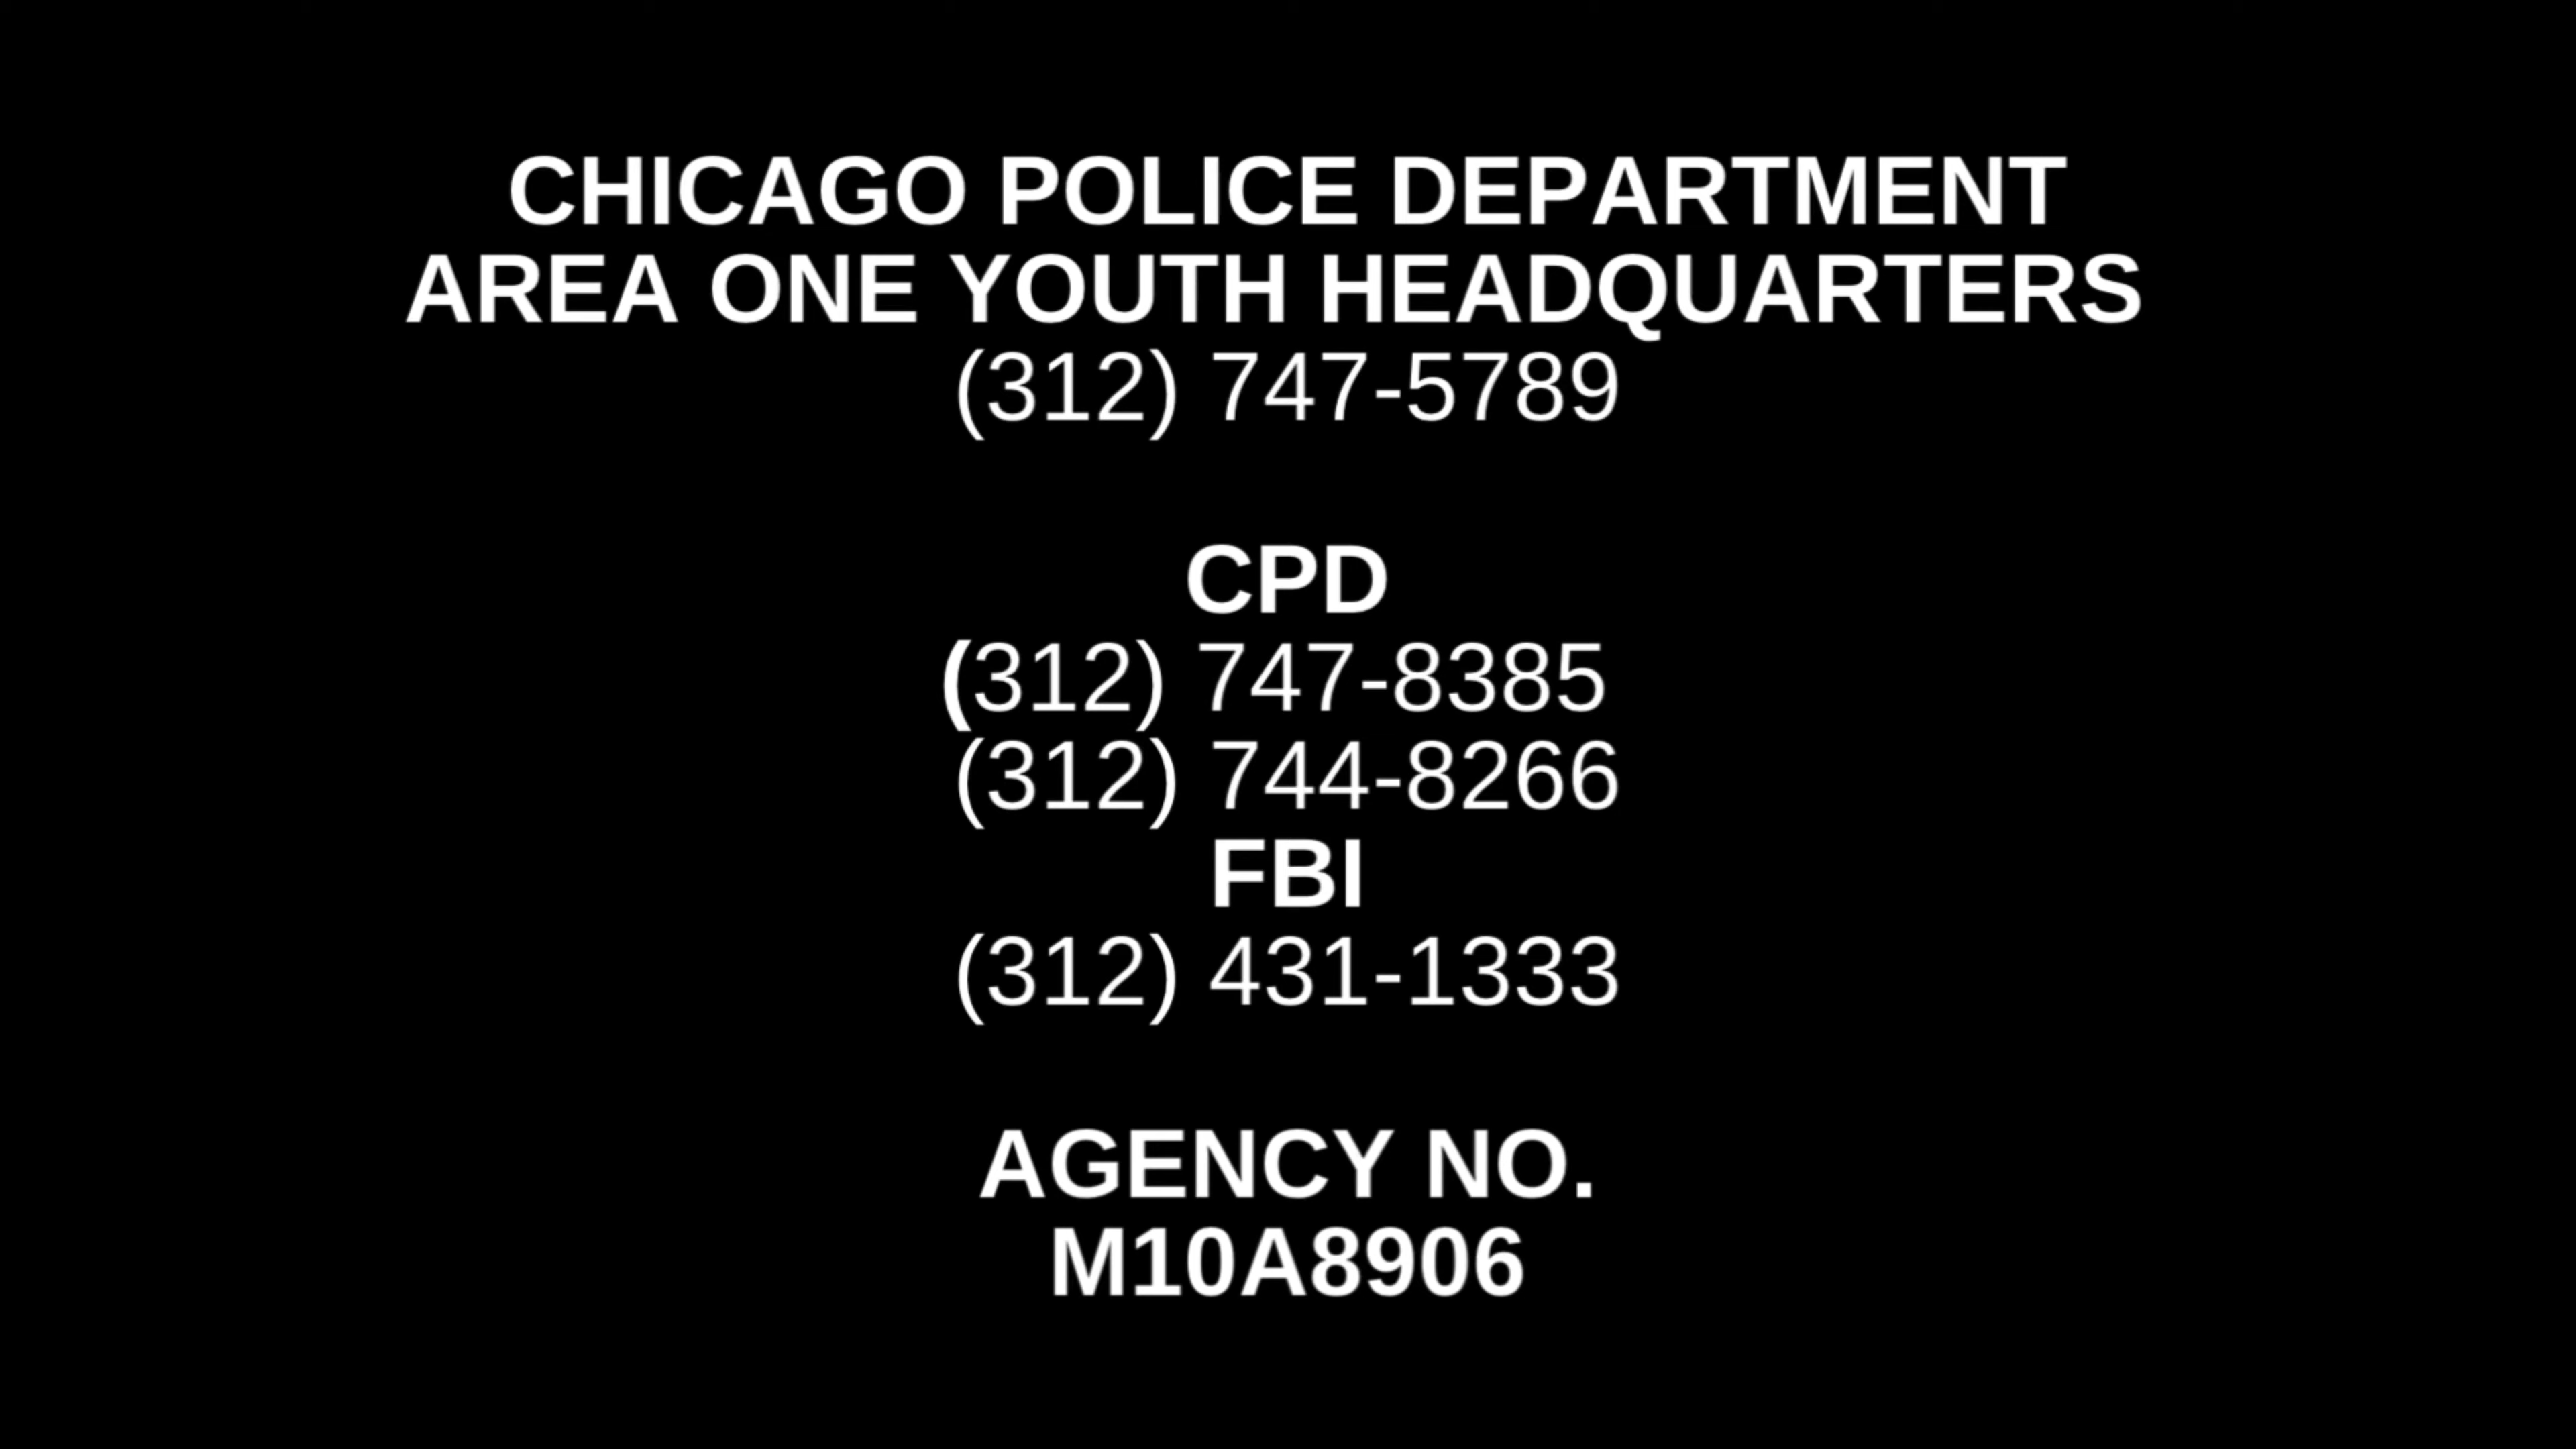 CHICAGO POLICE DEPARTMENT
AREA ONE YOUTH HEADQUARTERS
(312) 747-5789
CPD
(312) 747-8385
(312) 744-8266
FBI
(312) 431-1333
AGENCY NO.
M10A8906